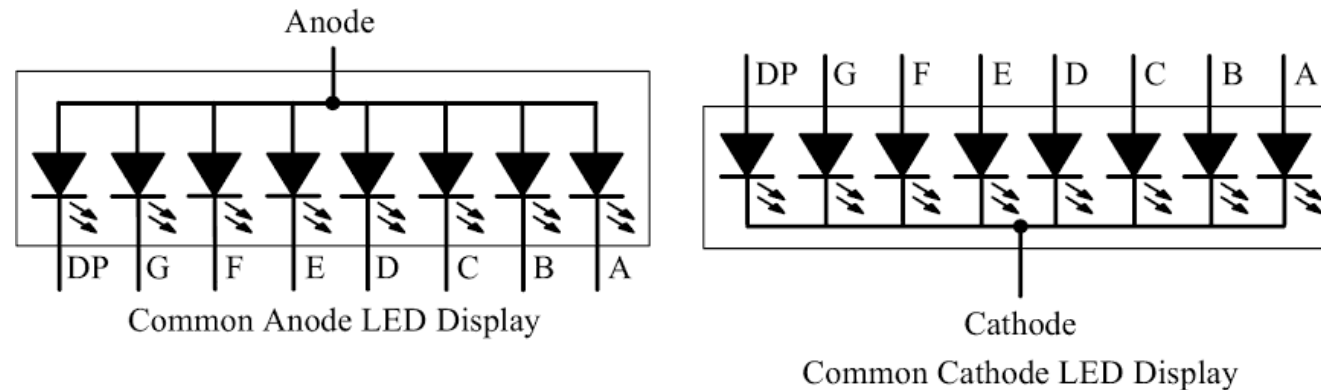 Anode
DP G F E D C B A
Common Anode LED Display
DP G F E D C B A
Cathode
Common Cathode LED Display